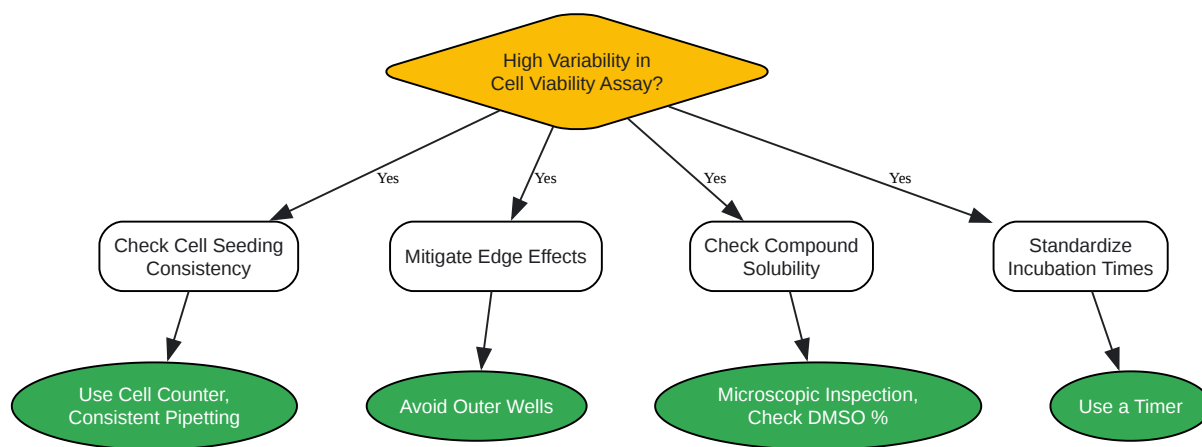 High Variability in
Cell Viability Assay?
Yes
Yes
Yes
Yes
Check Cell Seeding
Consistency
Mitigate Edge Effects
Check Compound
Solubility
Standardize
Incubation Times
Use Cell Counter,
Consistent Pipetting
Avoid Outer Wells
Microscopic Inspection,
Check DMSO %
Use a Timer